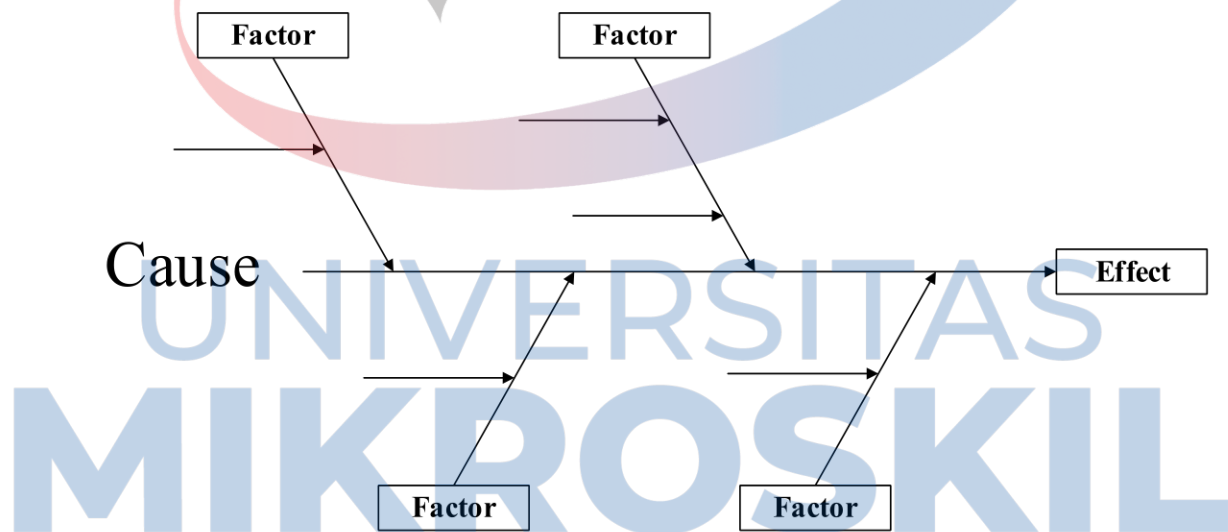 Factor Factor
Cause
Effect
UNIVERSITAS
MIKROSKIL
Factor Factor